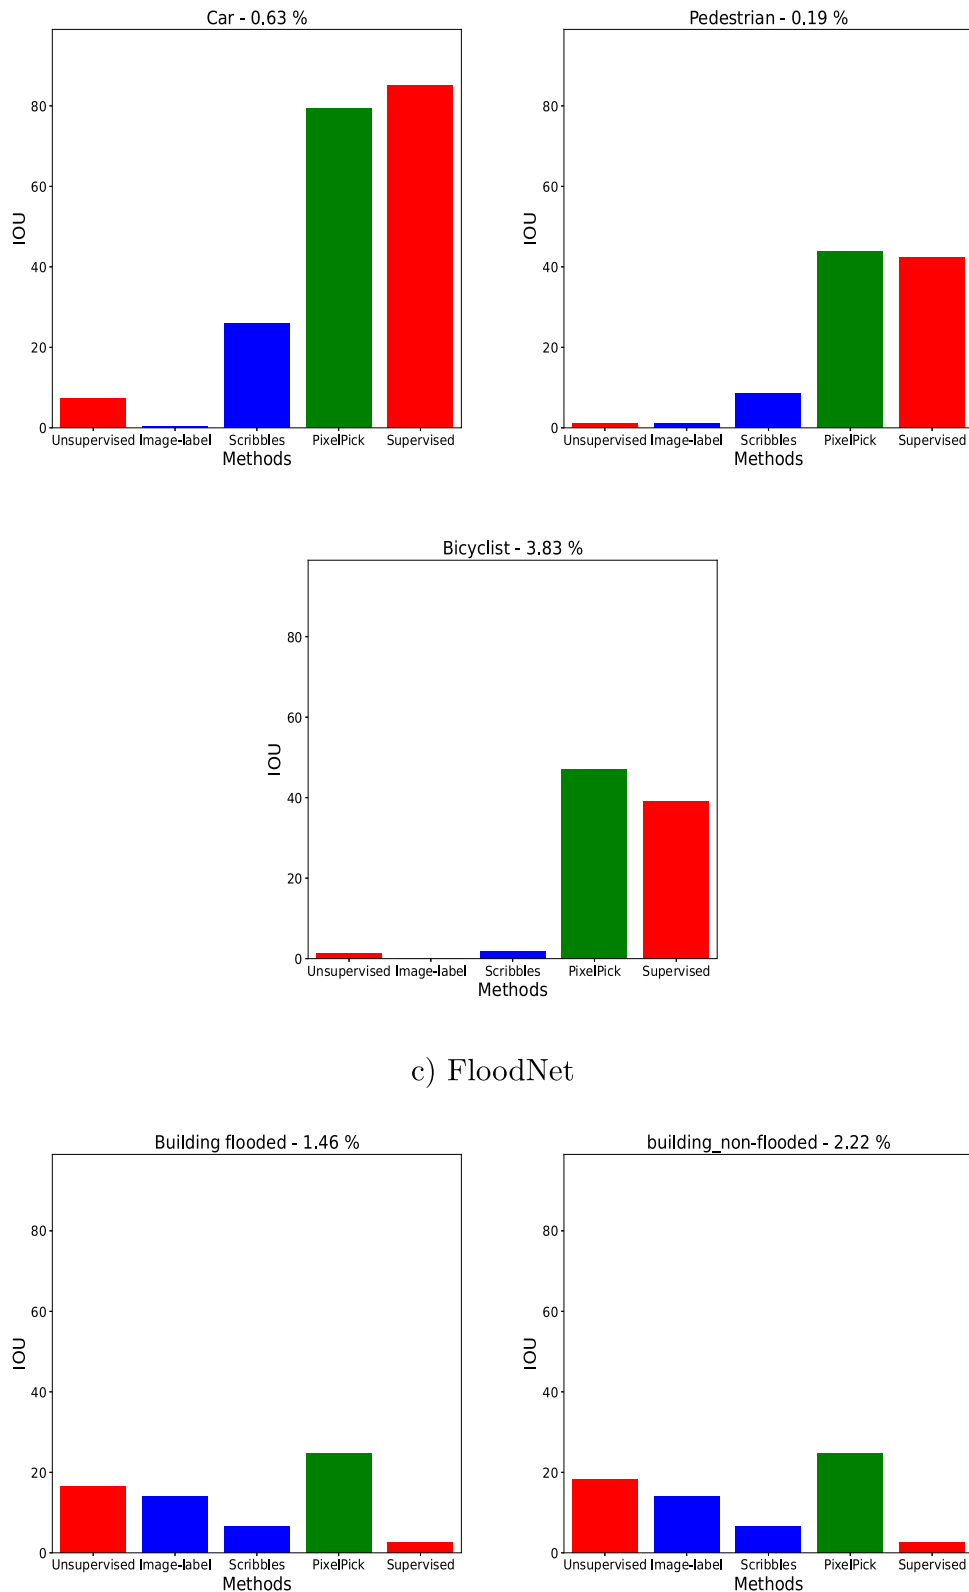 Car - 0.63 %
IOU
80
60
40
20
0
Unsupervised Image-label Scribbles PixelPick Supervised
Methods
Pedestrian - 0.19 %
IOU
80
60
40
20
0
Unsupervised Image-label Scribbles PixelPick Supervised
Methods
Bicyclist - 3.83 %
IOU
80
60
40
20
0
Unsupervised Image-label Scribbles PixelPick Supervised
Methods
c) FloodNet
Building flooded - 1.46 %
IOU
80
60
40
20
0
Unsupervised Image-label Scribbles PixelPick Supervised
Methods
building_non-flooded - 2.22 %
IOU
80
60
40
20
0
Unsupervised Image-label Scribbles PixelPick Supervised
Methods